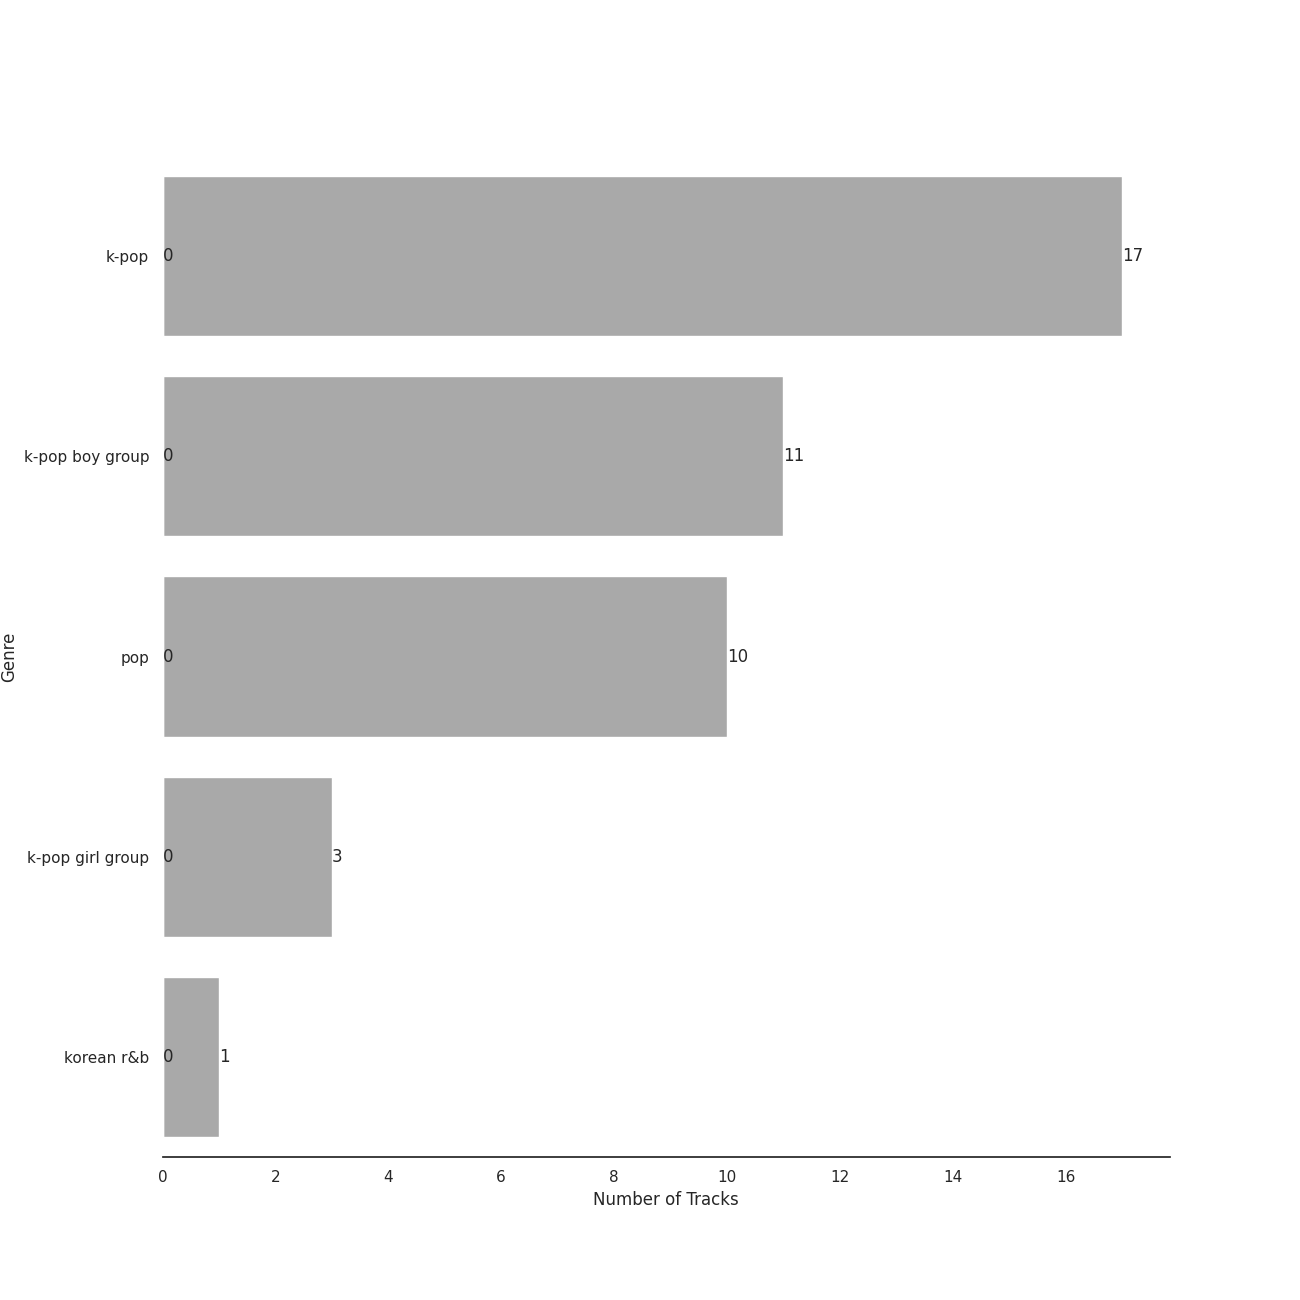 k-pop 0 17
k-pop boy group 0 11
pop 0 10
Genre
k-pop girl group 0 3
korean r&b 0 1
0 2 4 6 8 10 12 14 16
Number of Tracks